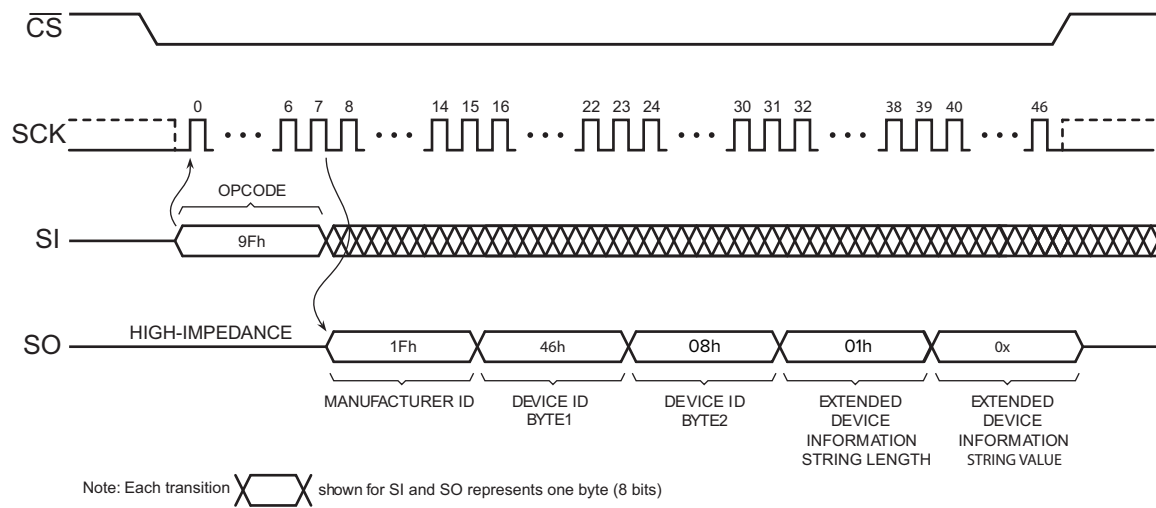 CS
SCK
0 6 7 8 14 15 16 22 23 24 30 31 32 38 39 40 46
OPCODE
SI
9Fh
HIGH-IMPEDANCE
SO
1Fh 46h 08h 01h 0x
MANUFACTURER ID
DEVICE ID
BYTE1
DEVICE ID
BYTE2
EXTENDED
DEVICE
INFORMATION
STRING LENGTH
EXTENDED
DEVICE
INFORMATION
STRING VALUE
Note: Each transition shown for SI and SO represents one byte (8 bits)